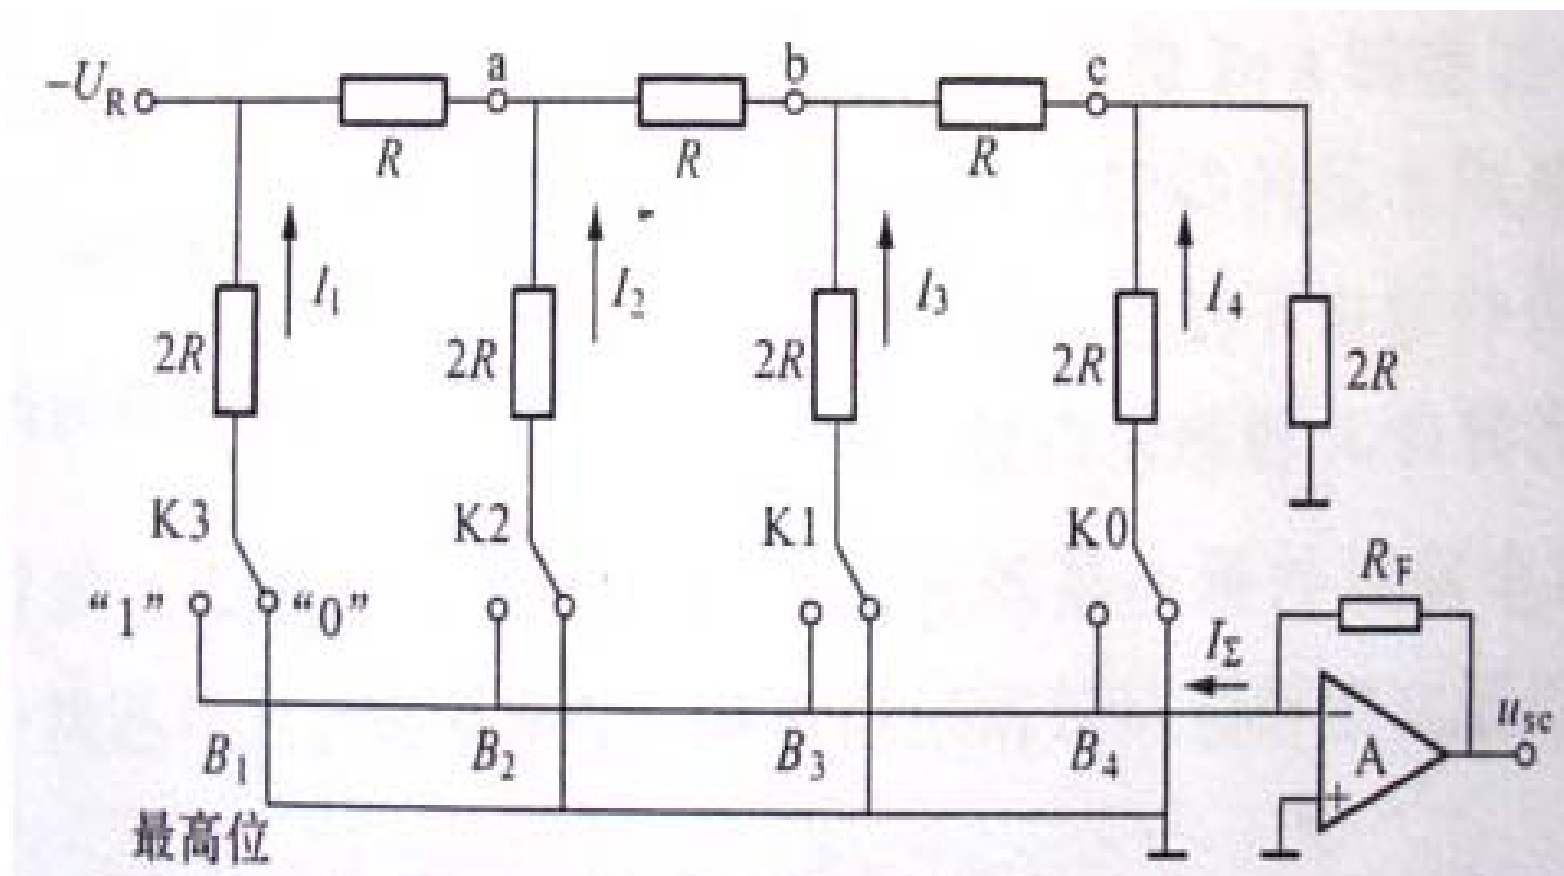 a b c
-U_R
R R R
I_1 I_2 I_3 I_4
2R 2R 2R 2R 2R
K3 K2 K1 K0
R_F
“1” “0”
I_Σ
u_sc
B_1 B_2 B_3 B_4
− A
+
最高位